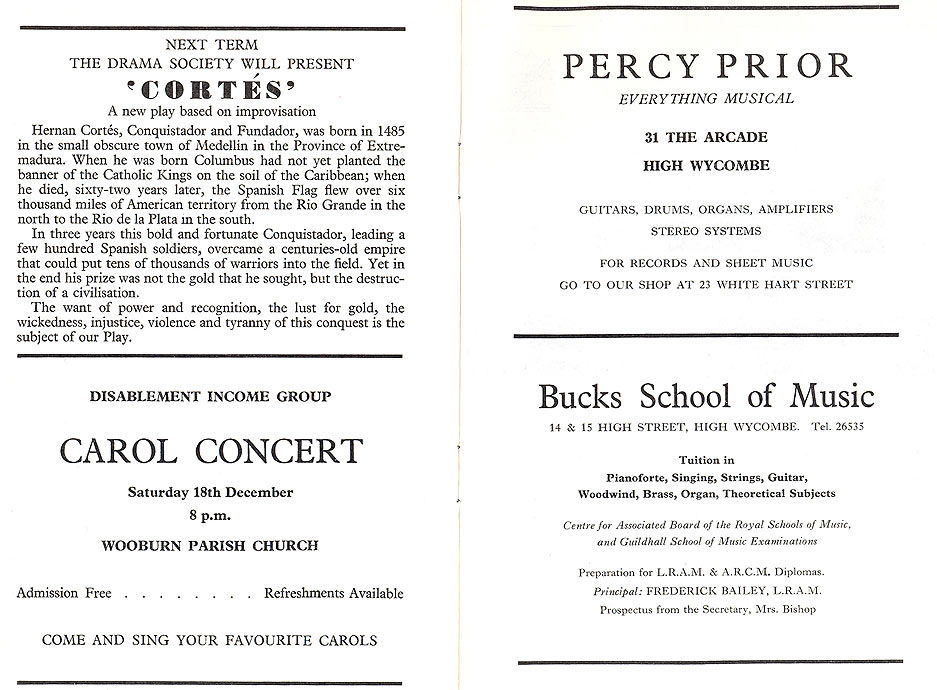 NEXT TERM
THE DRAMA SOCIETY WILL PRESENT
‘CORTÉS’
A new play based on improvisation
Hernan Cortés, Conquistador and Fundador, was born in 1485
in the small obscure town of Medellin in the Province of Extre-
madura. When he was born Columbus had not yet planted the
banner of the Catholic Kings on the soil of the Caribbean; when
he died, sixty-two years later, the Spanish Flag flew over six
thousand miles of American territory from the Rio Grande in the
north to the Rio de la Plata in the south.
In three years this bold and fortunate Conquistador, leading a
few hundred Spanish soldiers, overcame a centuries-old empire
that could put tens of thousands of warriors into the field. Yet in
the end his prize was not the gold that he sought, but the destruc-
tion of a civilisation.
The want of power and recognition, the lust for gold, the
wickedness, injustice, violence and tyranny of this conquest is the
subject of our Play.
DISABLEMENT INCOME GROUP
CAROL CONCERT
Saturday 18th December
8 p.m.
WOOBURN PARISH CHURCH
Admission Free . . . . . . . . Refreshments Available
COME AND SING YOUR FAVOURITE CAROLS
PERCY PRIOR
EVERYTHING MUSICAL
31 THE ARCADE
HIGH WYCOMBE
GUITARS, DRUMS, ORGANS, AMPLIFIERS
STEREO SYSTEMS
FOR RECORDS AND SHEET MUSIC
GO TO OUR SHOP AT 23 WHITE HART STREET
Bucks School of Music
14 & 15 HIGH STREET, HIGH WYCOMBE. Tel. 26535
Tuition in
Pianoforte, Singing, Strings, Guitar,
Woodwind, Brass, Organ, Theoretical Subjects
Centre for Associated Board of the Royal Schools of Music,
and Guildhall School of Music Examinations
Preparation for L.R.A.M. & A.R.C.M. Diplomas.
Principal: FREDERICK BAILEY, L.R.A.M.
Prospectus from the Secretary, Mrs. Bishop